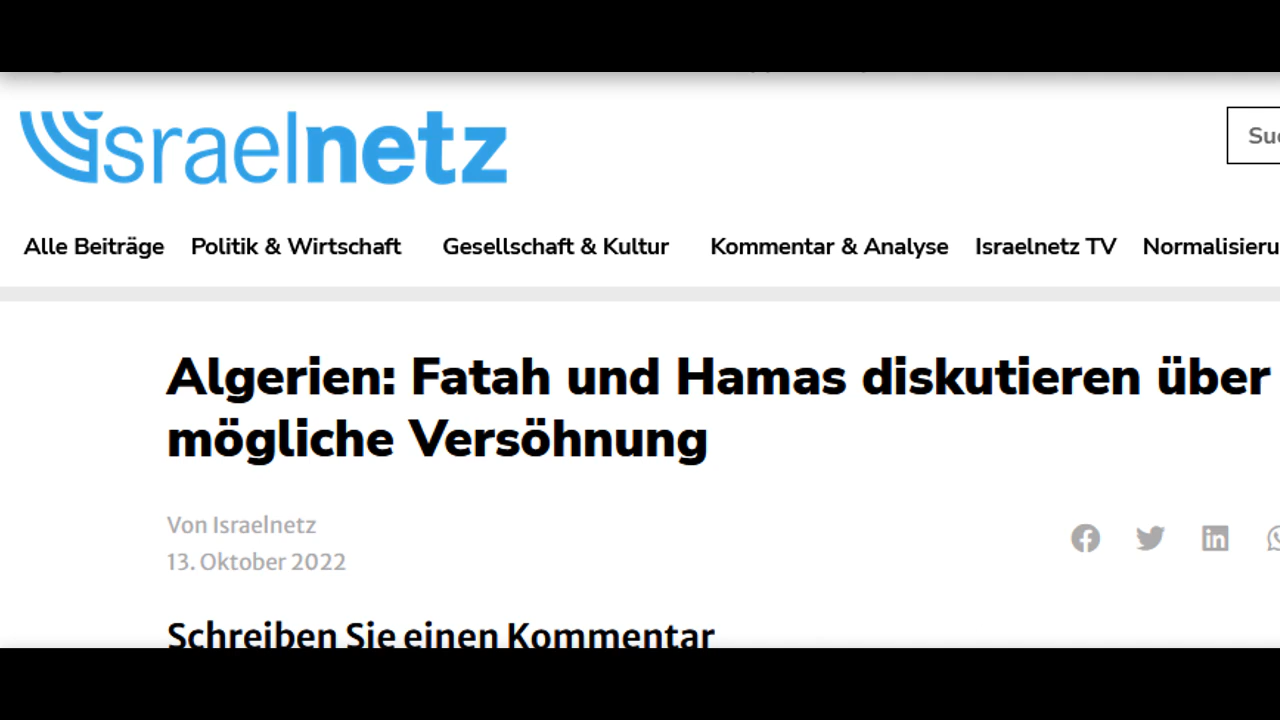 israelnetz
Alle Beiträge Politik & Wirtschaft Gesellschaft & Kultur Kommentar & Analyse Israelnetz TV
Algerien: Fatah und Hamas diskutieren über
mögliche Versöhnung
Von Israelnetz
13. Oktober 2022
Schreiben Sie einen Kommentar